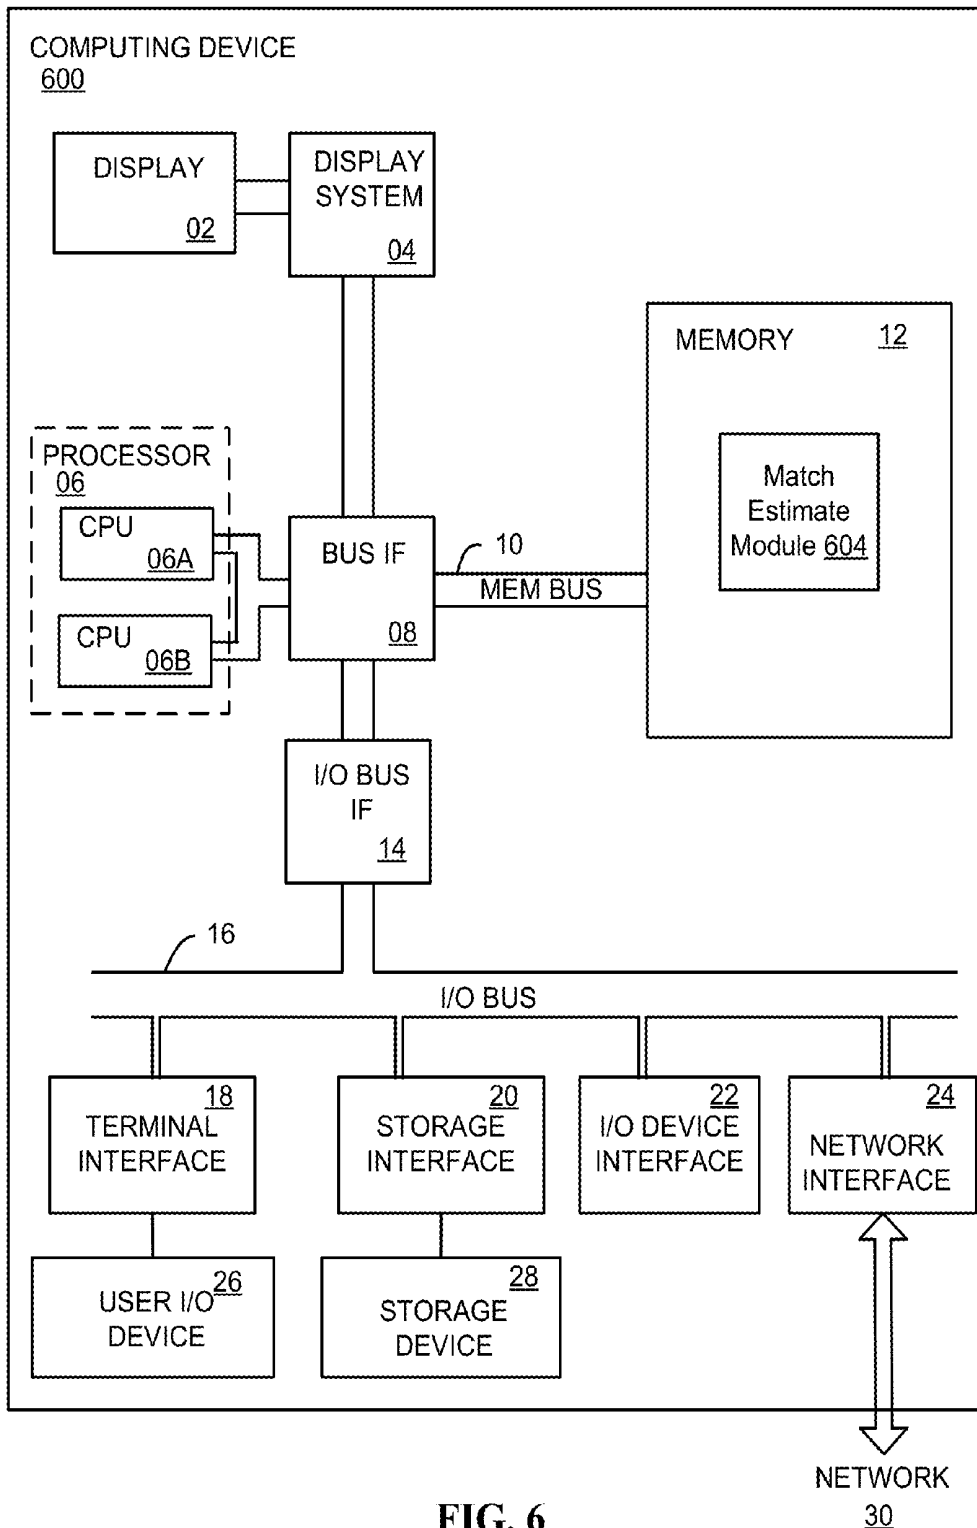 COMPUTING DEVICE
600
DISPLAY
02
DISPLAY
SYSTEM
04
MEMORY
12
Match
Estimate
Module 604
PROCESSOR
06
CPU
06A
CPU
06B
BUS IF
08
10
MEM BUS
I/O BUS
IF
14
16
I/O BUS
18
TERMINAL
INTERFACE
20
STORAGE
INTERFACE
22
I/O DEVICE
INTERFACE
24
NETWORK
INTERFACE
26
USER I/O
DEVICE
28
STORAGE
DEVICE
NETWORK
30
FIG. 6